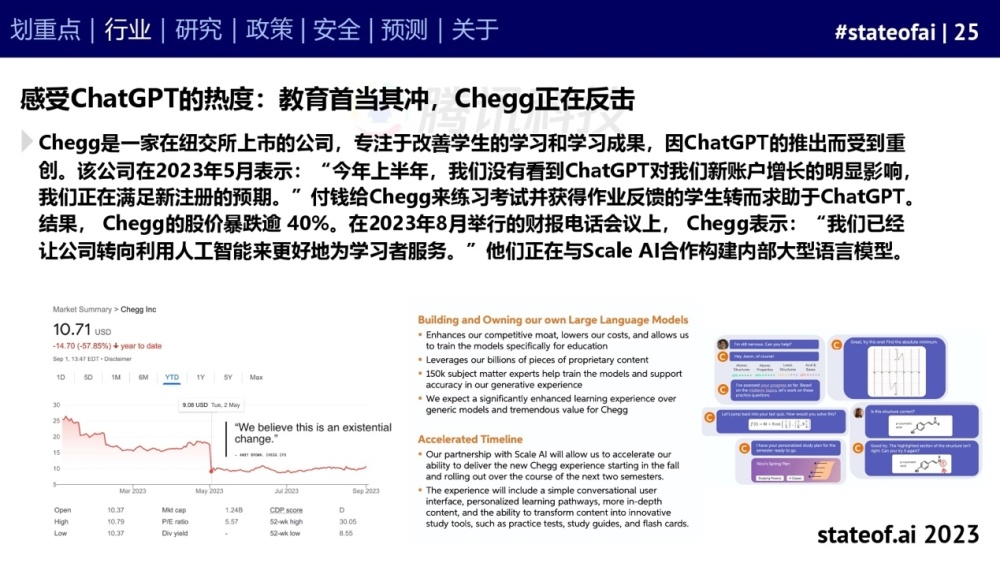 划重点 | 行业 | 研究 | 政策 | 安全 | 预测 | 关于
#stateofai | 25
感受ChatGPT的热度：教育首当其冲，Chegg正在反击
腾讯科技
Chegg是一家在纽交所上市的公司，专注于改善学生的学习和学习成果，因ChatGPT的推出而受到重
创。该公司在2023年5月表示：“今年上半年，我们没有看到ChatGPT对我们新账户增长的明显影响，
我们正在满足新注册的预期。”付钱给Chegg来练习考试并获得作业反馈的学生转而求助于ChatGPT。
结果， Chegg的股价暴跌逾 40%。在2023年8月举行的财报电话会议上， Chegg表示：“我们已经
让公司转向利用人工智能来更好地为学习者服务。”他们正在与Scale AI合作构建内部大型语言模型。
Market Summary > Chegg Inc
10.71 USD
-14.70 (-57.85%) ↓ year to date
Sep 1, 13:47 EDT • Disclaimer
1D 5D 1M 6M YTD 1Y 5Y Max
9.08 USD Tue, 2 May
30
25
20
15
10
5
“We believe this is an existential
change.”
Mar 2023 May 2023 Jul 2023 Sep 2023
Open 10.37 Mkt cap 1.24B CDP score D
High 10.79 P/E ratio 5.57 52-wk high 30.05
Low 10.37 Div yield - 52-wk low 8.55
Building and Owning our own Large Language Models
• Enhances our competitive moat, lowers our costs, and allows us
to train the models specifically for education
• Leverages our billions of pieces of proprietary content
• 150k subject matter experts help train the models and support
accuracy in our generative experience
• We expect a significantly enhanced learning experience over
generic models and tremendous value for Chegg
Accelerated Timeline
• Our partnership with Scale AI will allow us to accelerate our
ability to deliver the new Chegg experience starting in the fall
and rolling out over the course of the next two semesters.
• The experience will include a simple conversational user
interface, personalized learning pathways, more in-depth
content, and the ability to transform content into innovative
study tools, such as practice tests, study guides, and flash cards.
I'm still nervous. Can you help?
Hey Jason, of course!
Great, try this one! Find the absolute minimum.
Let's jump back into your last quiz. How would you solve this?
Is this structure correct?
I have your personalized study plan for the
semester ready to go.
Good try. The highlighted section of the structure isn't
right. Can you try it again?
stateof.ai 2023